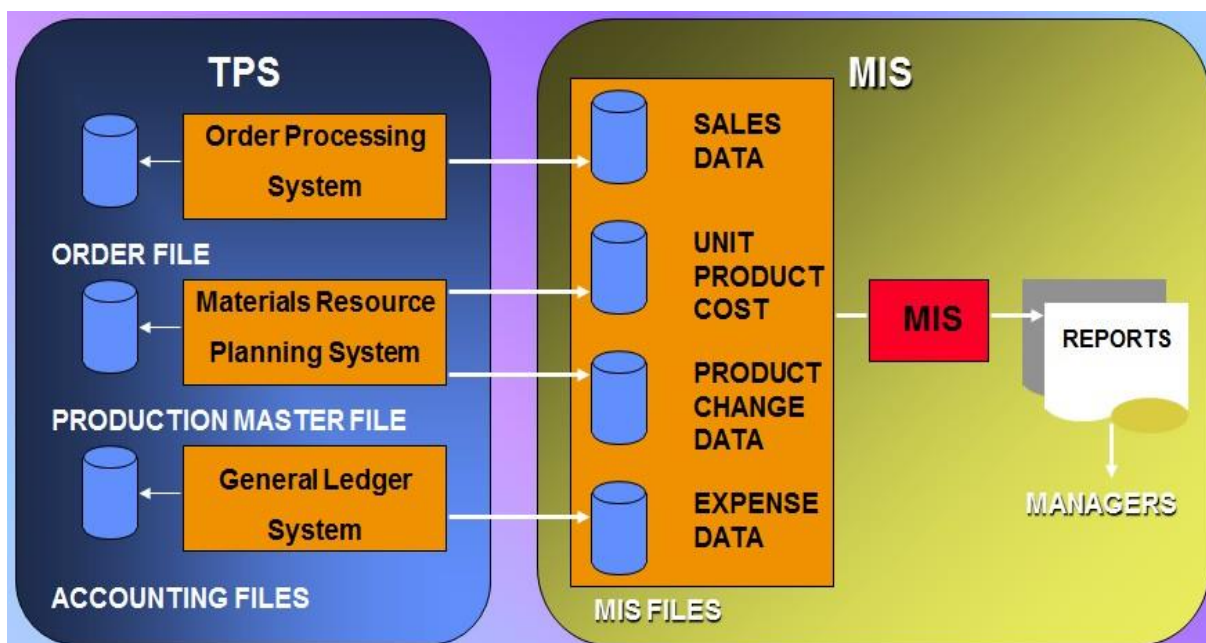 TPS
Order Processing
System
ORDER FILE
Materials Resource
Planning System
PRODUCTION MASTER FILE
General Ledger
System
ACCOUNTING FILES
MIS
SALES
DATA
UNIT
PRODUCT
COST
PRODUCT
CHANGE
DATA
EXPENSE
DATA
MIS FILES
MIS
REPORTS
MANAGERS